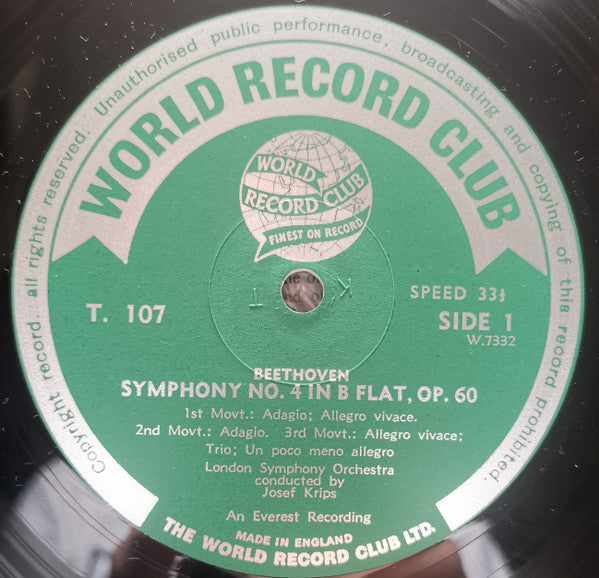 Copyright record. all rights reserved. Unauthorised public performance, broadcasting and copying of this record prohibited.
WORLD RECORD CLUB
WORLD
RECORD CLUB
FINEST ON RECORD
T. 107
SPEED 33⅓
SIDE 1
W.7332
BEETHOVEN
SYMPHONY NO. 4 IN B FLAT, OP. 60
1st Movt.: Adagio; Allegro vivace.
2nd Movt.: Adagio. 3rd Movt.: Allegro vivace;
Trio; Un poco meno allegro
London Symphony Orchestra
conducted by
Josef Krips
An Everest Recording
MADE IN ENGLAND
THE WORLD RECORD CLUB LTD.